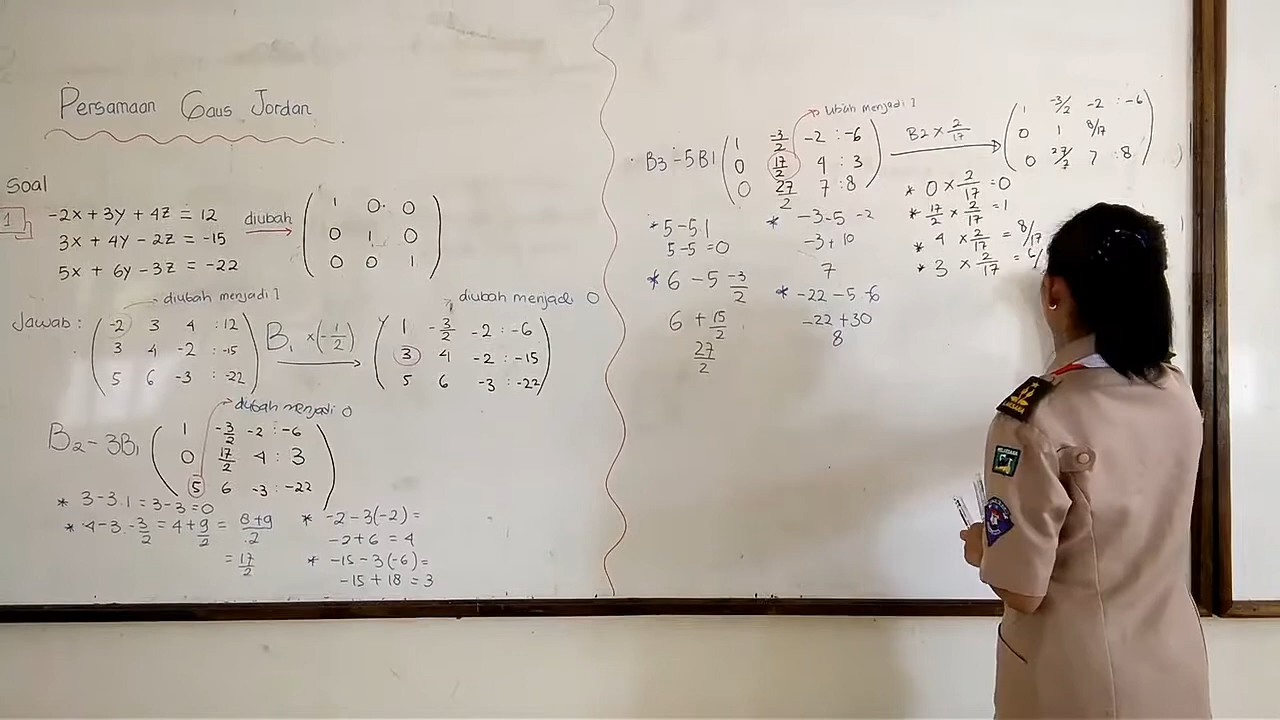 Persamaan Gaus Jordan
Soal
1
-2x + 3y + 4z = 12
3x + 4y - 2z = -15
5x + 6y - 3z = -22
diubah
1 0 0
0 1 0
0 0 1
diubah menjadi 1
Jawab :
-2 3 4 : 12
3 4 -2 : -15
5 6 -3 : -22
B1 × (-1/2)
diubah menjadi 0
1 -3/2 -2 : -6
3 4 -2 : -15
5 6 -3 : -22
diubah menjadi 0
B2 - 3B1
1 -3/2 -2 : -6
0 17/2 4 : 3
5 6 -3 : -22
* 3-3.1 = 3-3 = 0
* 4-3.-3/2 = 4 + 9/2 = 8+9/2
= 17/2
* -2 - 3(-2) =
-2 + 6 = 4
* -15 - 3(-6) =
-15 + 18 = 3
ubah menjadi 1
B3 - 5B1
1 -3/2 -2 : -6
0 17/2 4 : 3
0 27/2 7 : 8
* 5-5.1
5-5 = 0
* 6 - 5 -3/2
6 + 15/2
27/2
* -3-5 -2
-3 + 10
7
* -22 - 5 -6
-22 + 30
8
B2 × 2/17
1 -3/2 -2 : -6
0 1 8/17
0 27/2 7 : 8
* 0 × 2/17 = 0
* 17/2 × 2/17 = 1
* 4 × 2/17 = 8/17
* 3 × 2/17 = 6/